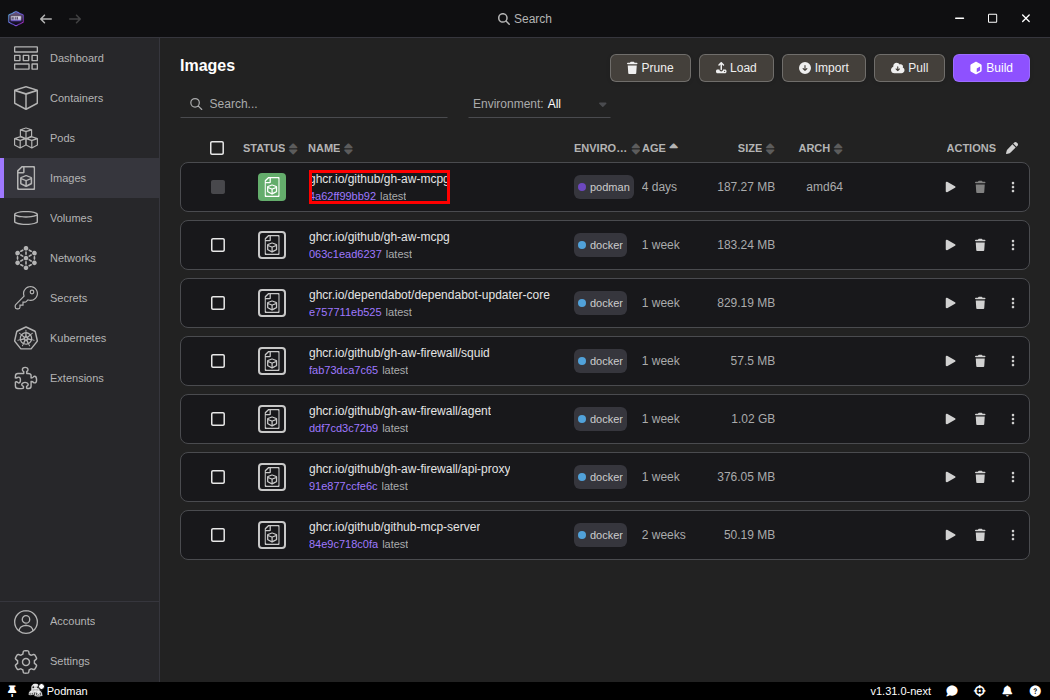 Search
Dashboard
Containers
Pods
Images
Volumes
Networks
Secrets
Kubernetes
Extensions
Accounts
Settings
Images
Prune
Load
Import
Pull
Build
Search...
Environment: All
STATUS NAME ENVIRO... AGE SIZE ARCH ACTIONS
ghcr.io/github/gh-aw-mcpg
4a62ff99bb92 latest
podman 4 days 187.27 MB amd64
ghcr.io/github/gh-aw-mcpg
063c1ead6237 latest
docker 1 week 183.24 MB
ghcr.io/dependabot/dependabot-updater-core
e757711eb525 latest
docker 1 week 829.19 MB
ghcr.io/github/gh-aw-firewall/squid
fab73dca7c65 latest
docker 1 week 57.5 MB
ghcr.io/github/gh-aw-firewall/agent
ddf7cd3c72b9 latest
docker 1 week 1.02 GB
ghcr.io/github/gh-aw-firewall/api-proxy
91e877ccfe6c latest
docker 1 week 376.05 MB
ghcr.io/github/github-mcp-server
84e9c718c0fa latest
docker 2 weeks 50.19 MB
Podman
v1.31.0-next